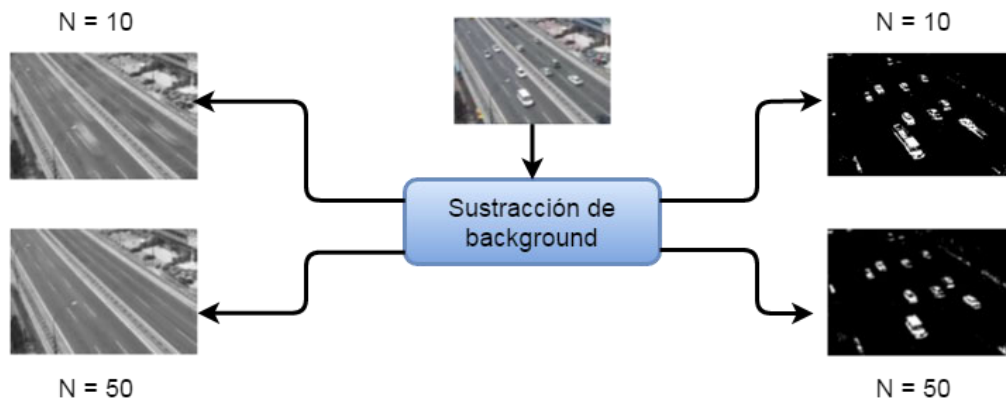 N = 10
N = 10
Sustracción de
background
N = 50
N = 50